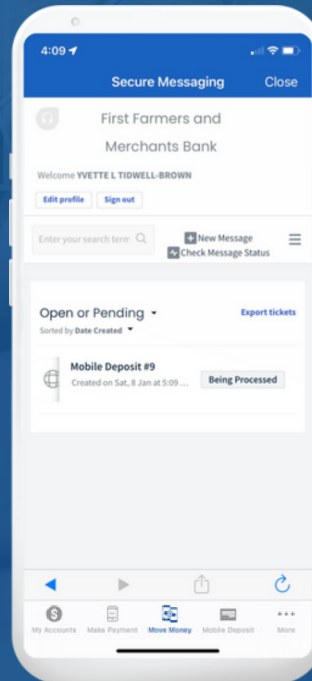 4:09
Secure Messaging
Close
First Farmers and
Merchants Bank
Welcome YVETTE L TIDWELL-BROWN
Edit profile
Sign out
Enter your search term
New Message
Check Message Status
Open or Pending
Export tickets
Sorted by Date Created
Mobile Deposit #9
Created on Sat, 8 Jan at 5:09 ...
Being Processed
My Accounts
Make Payment
Move Money
Mobile Deposit
More